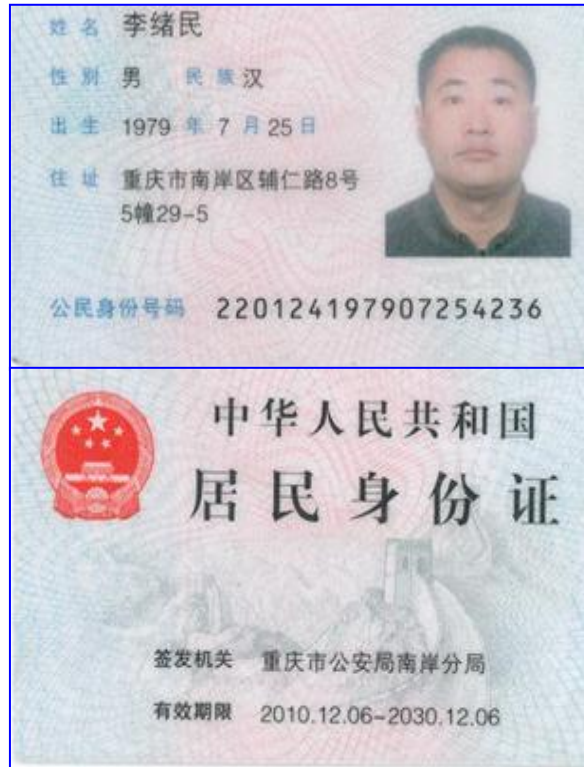 姓名 李绪民
性别 男 民族 汉
出生 1979 年 7 月 25 日
住址 重庆市南岸区辅仁路8号
5幢29-5
公民身份号码 220124197907254236
中华人民共和国
居民身份证
签发机关 重庆市公安局南岸分局
有效期限 2010.12.06-2030.12.06